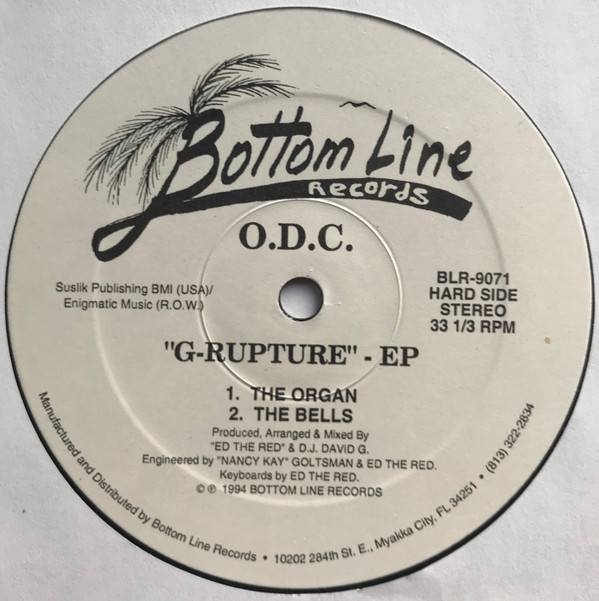 Bottom Line
Records
O.D.C.
Suslik Publishing BMI (USA)/
Enigmatic Music (R.O.W.)
BLR-9071
HARD SIDE
STEREO
33 1/3 RPM
"G-RUPTURE" - EP
1. THE ORGAN
2. THE BELLS
Produced, Arranged & Mixed By
"ED THE RED" & D.J. DAVID G.
Engineered by "NANCY KAY" GOLTSMAN & ED THE RED.
Keyboards by ED THE RED.
© ℗ 1994 BOTTOM LINE RECORDS
Manufactured and Distributed by Bottom Line Records • 10202 284th St. E., Myakka City, FL 34251 • (813) 322-2834